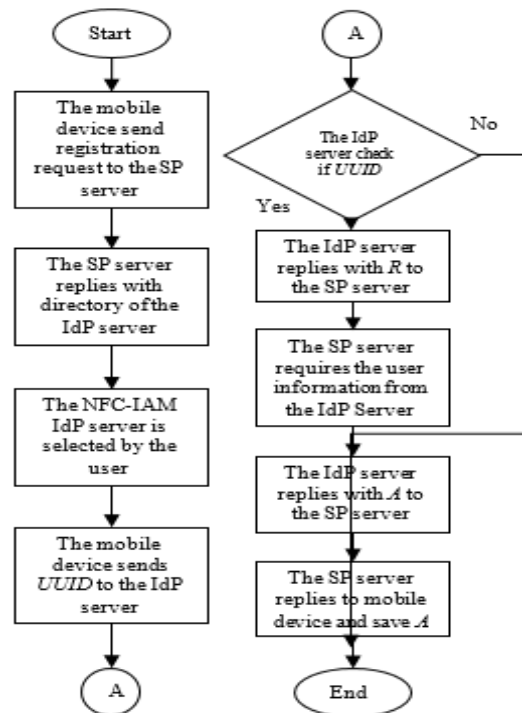 Start
The mobile
device send
registration
request to the SP
server
The SP server
replies with
directory of the
IdP server
The NFC-IAM
IdP server is
selected by the
user
The mobile
device sends
UUID to the IdP
server
A
A
The IdP
server check
if UUID
No
Yes
The IdP server
replies with R to
the SP server
The SP server
requires the user
information from
the IdP Server
The IdP server
replies with A to
the SP server
The SP server
replies to mobile
device and save A
End